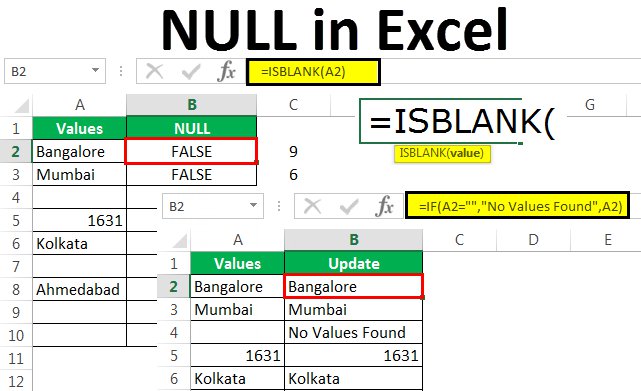 NULL in Excel
B2 fx =ISBLANK(A2)
A B C G
1 Values NULL
2 Bangalore FALSE 9
3 Mumbai FALSE 6
4
5 1631
6 Kolkata
7
8 Ahmedabad
9
10
11
12
=ISBLANK(
ISBLANK(value)
B2 fx =IF(A2="","No Values Found",A2)
A B C D E
1 Values Update
2 Bangalore Bangalore
3 Mumbai Mumbai
4 No Values Found
5 1631 1631
6 Kolkata Kolkata